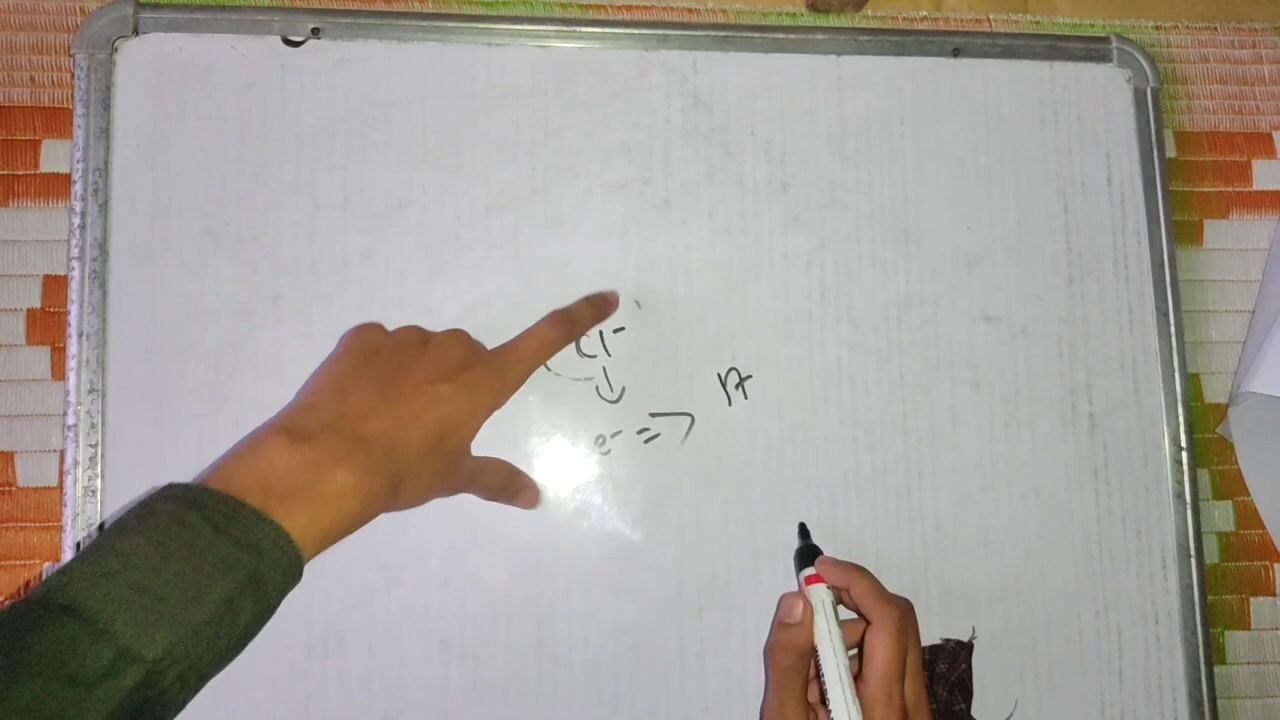 Cl⁻
↓
e⁻ ⇒ 17